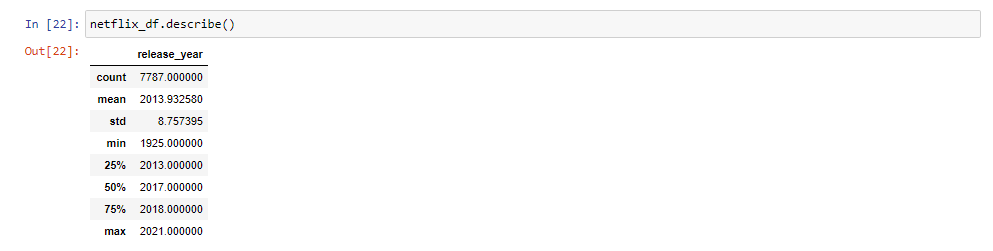 In [22]: netflix_df.describe()
Out[22]:
release_year
count 7787.000000
mean 2013.932580
std 8.757395
min 1925.000000
25% 2013.000000
50% 2017.000000
75% 2018.000000
max 2021.000000